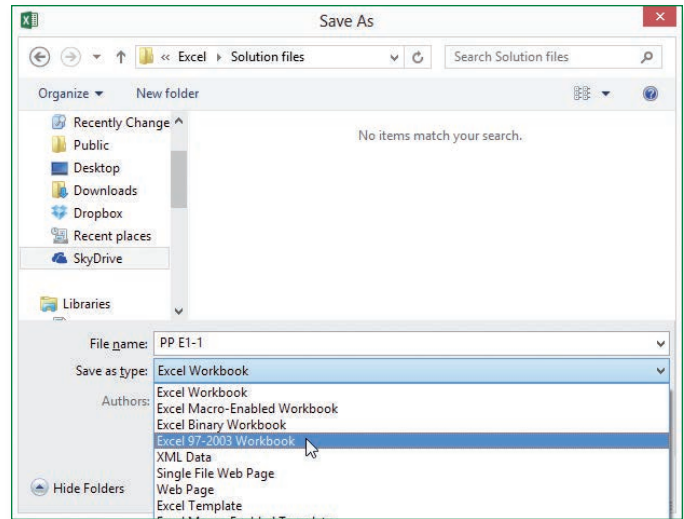 Save As
« Excel Solution files
Search Solution files
Organize
New folder
Recently Change
Public
Desktop
Downloads
Dropbox
Recent places
SkyDrive
Libraries
No items match your search.
File name: PP E1-1
Save as type: Excel Workbook
Authors:
Excel Workbook
Excel Macro-Enabled Workbook
Excel Binary Workbook
Excel 97-2003 Workbook
XML Data
Single File Web Page
Web Page
Excel Template
Hide Folders